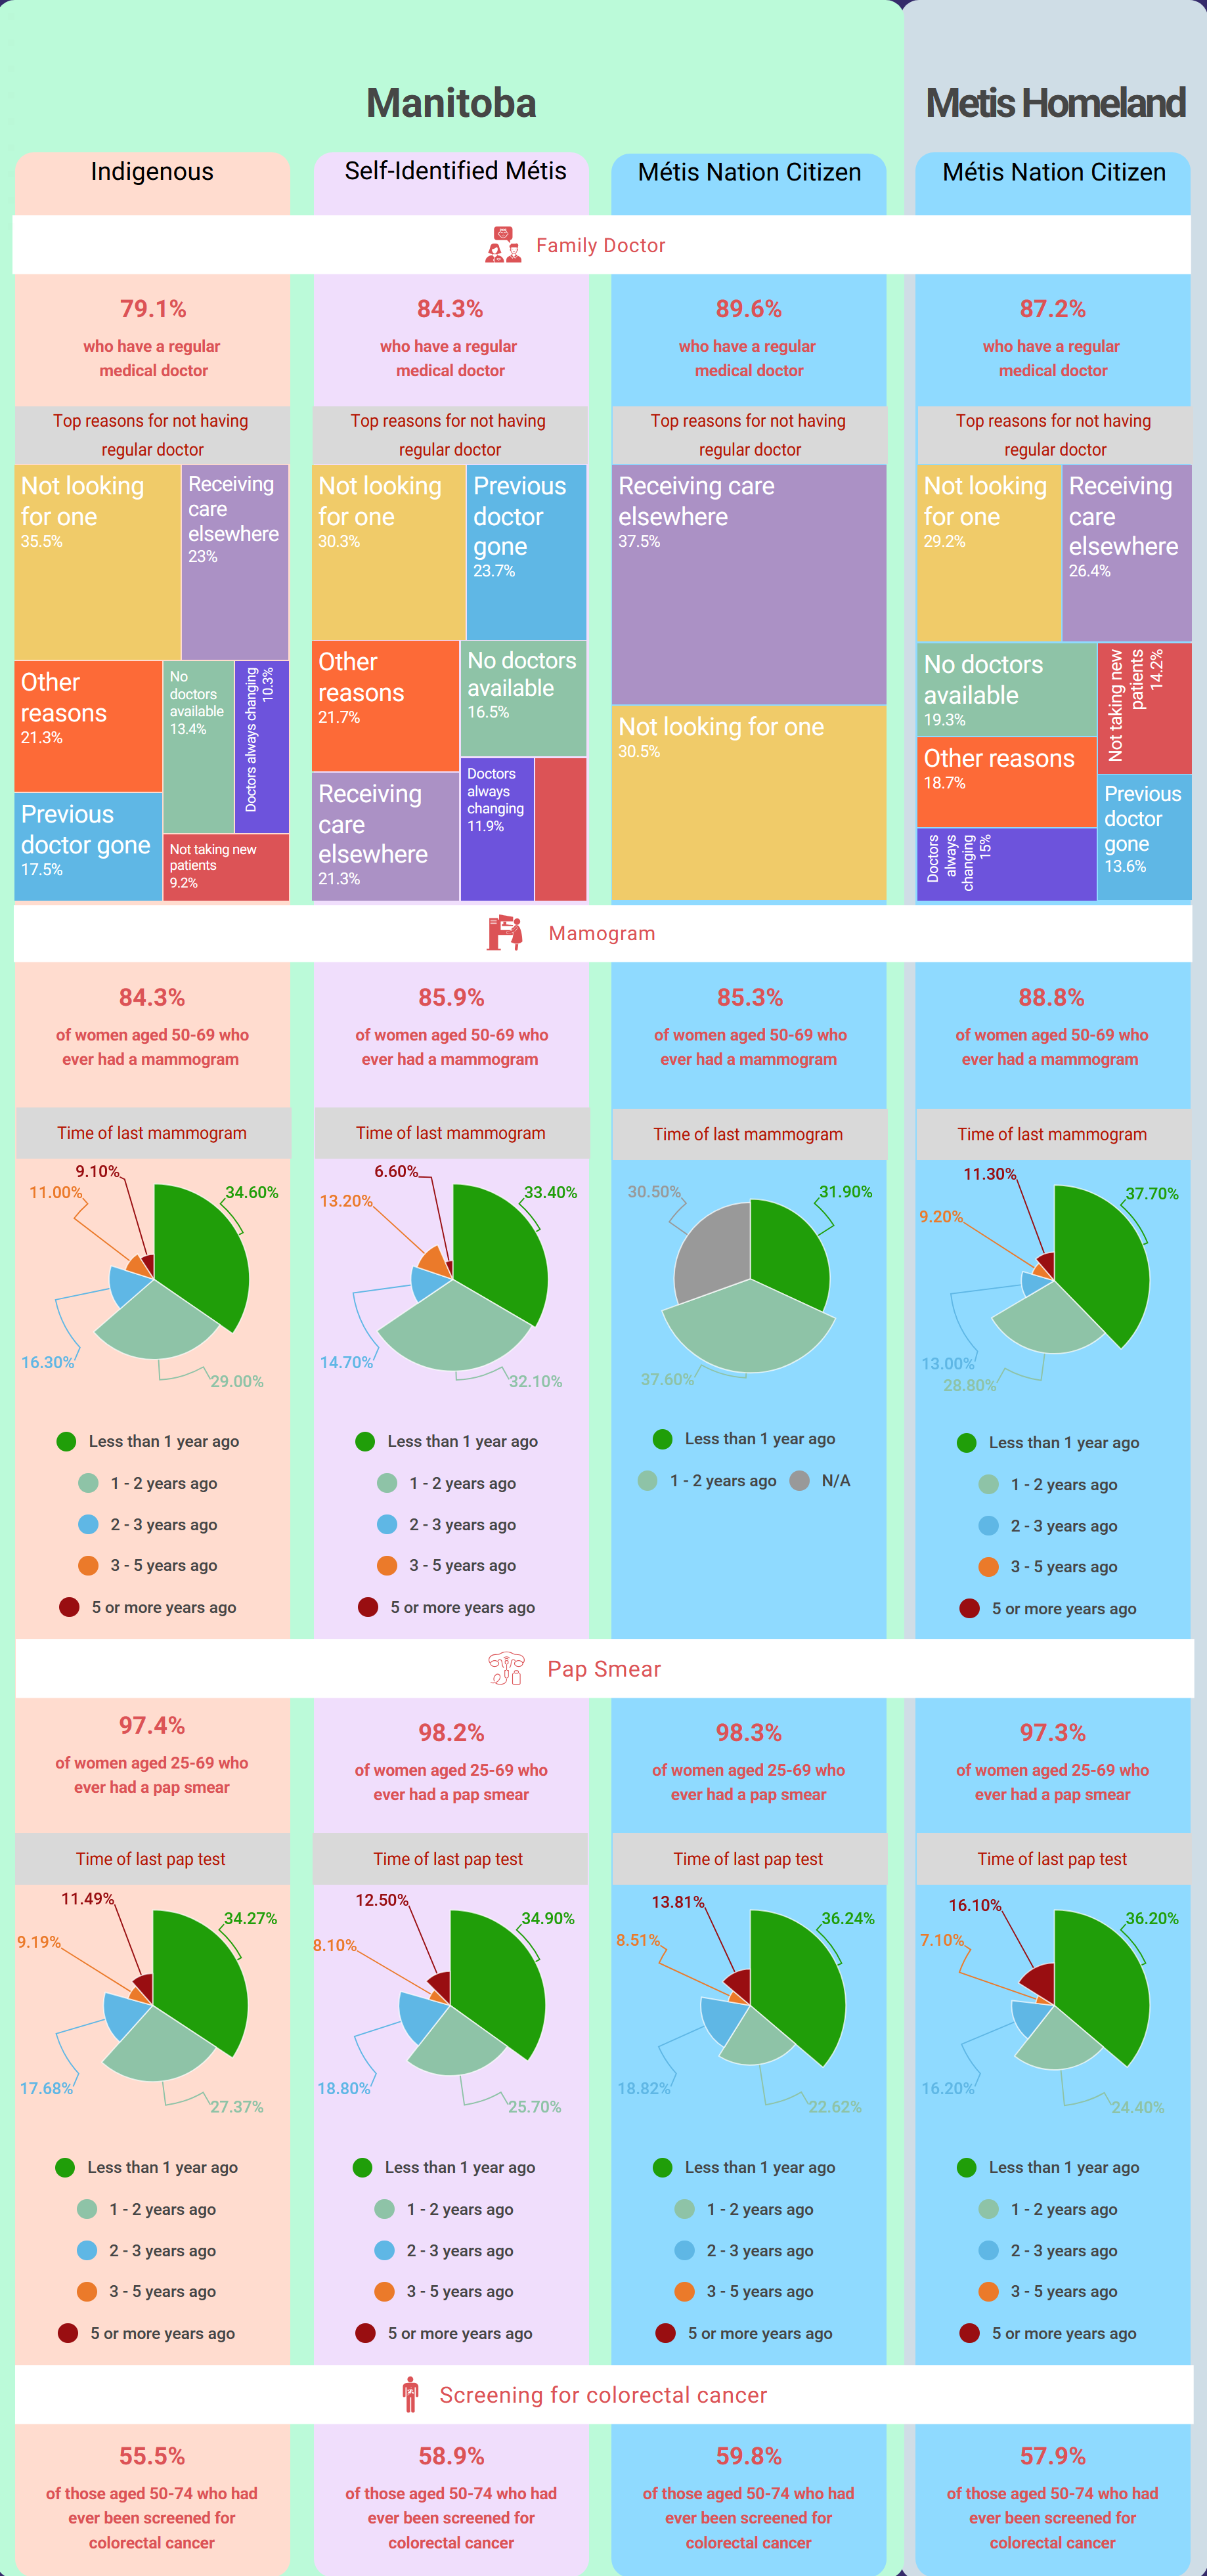 Manitoba
Metis Homeland
Indigenous
Self-Identified Métis
Métis Nation Citizen
Métis Nation Citizen
Family Doctor
79.1%
who have a regular
medical doctor
84.3%
who have a regular
medical doctor
89.6%
who have a regular
medical doctor
87.2%
who have a regular
medical doctor
Top reasons for not having
regular doctor
Top reasons for not having
regular doctor
Top reasons for not having
regular doctor
Top reasons for not having
regular doctor
Not looking
for one
35.5%
Receiving
care
elsewhere
23%
Other
reasons
21.3%
No
doctors
available
13.4%
Doctors always changing
10.3%
Previous
doctor gone
17.5%
Not taking new
patients
9.2%
Not looking
for one
30.3%
Previous
doctor
gone
23.7%
Other
reasons
21.7%
No doctors
available
16.5%
Receiving
care
elsewhere
21.3%
Doctors
always
changing
11.9%
Receiving care
elsewhere
37.5%
Not looking for one
30.5%
Not looking
for one
29.2%
Receiving
care
elsewhere
26.4%
No doctors
available
19.3%
Not taking new
patients
14.2%
Other reasons
18.7%
Previous
doctor
gone
13.6%
Doctors
always
changing
15%
Mamogram
84.3%
of women aged 50-69 who
ever had a mammogram
85.9%
of women aged 50-69 who
ever had a mammogram
85.3%
of women aged 50-69 who
ever had a mammogram
88.8%
of women aged 50-69 who
ever had a mammogram
Time of last mammogram
Time of last mammogram
Time of last mammogram
Time of last mammogram
9.10%
11.00%
34.60%
16.30%
29.00%
Less than 1 year ago
1 - 2 years ago
2 - 3 years ago
3 - 5 years ago
5 or more years ago
6.60%
13.20%
33.40%
14.70%
32.10%
Less than 1 year ago
1 - 2 years ago
2 - 3 years ago
3 - 5 years ago
5 or more years ago
30.50%
31.90%
37.60%
Less than 1 year ago
1 - 2 years ago
N/A
11.30%
37.70%
9.20%
13.00%
28.80%
Less than 1 year ago
1 - 2 years ago
2 - 3 years ago
3 - 5 years ago
5 or more years ago
Pap Smear
97.4%
of women aged 25-69 who
ever had a pap smear
98.2%
of women aged 25-69 who
ever had a pap smear
98.3%
of women aged 25-69 who
ever had a pap smear
97.3%
of women aged 25-69 who
ever had a pap smear
Time of last pap test
Time of last pap test
Time of last pap test
Time of last pap test
11.49%
34.27%
9.19%
17.68%
27.37%
Less than 1 year ago
1 - 2 years ago
2 - 3 years ago
3 - 5 years ago
5 or more years ago
12.50%
34.90%
8.10%
18.80%
25.70%
Less than 1 year ago
1 - 2 years ago
2 - 3 years ago
3 - 5 years ago
5 or more years ago
13.81%
36.24%
8.51%
18.82%
22.62%
Less than 1 year ago
1 - 2 years ago
2 - 3 years ago
3 - 5 years ago
5 or more years ago
16.10%
36.20%
7.10%
16.20%
24.40%
Less than 1 year ago
1 - 2 years ago
2 - 3 years ago
3 - 5 years ago
5 or more years ago
Screening for colorectal cancer
55.5%
of those aged 50-74 who had
ever been screened for
colorectal cancer
58.9%
of those aged 50-74 who had
ever been screened for
colorectal cancer
59.8%
of those aged 50-74 who had
ever been screened for
colorectal cancer
57.9%
of those aged 50-74 who had
ever been screened for
colorectal cancer